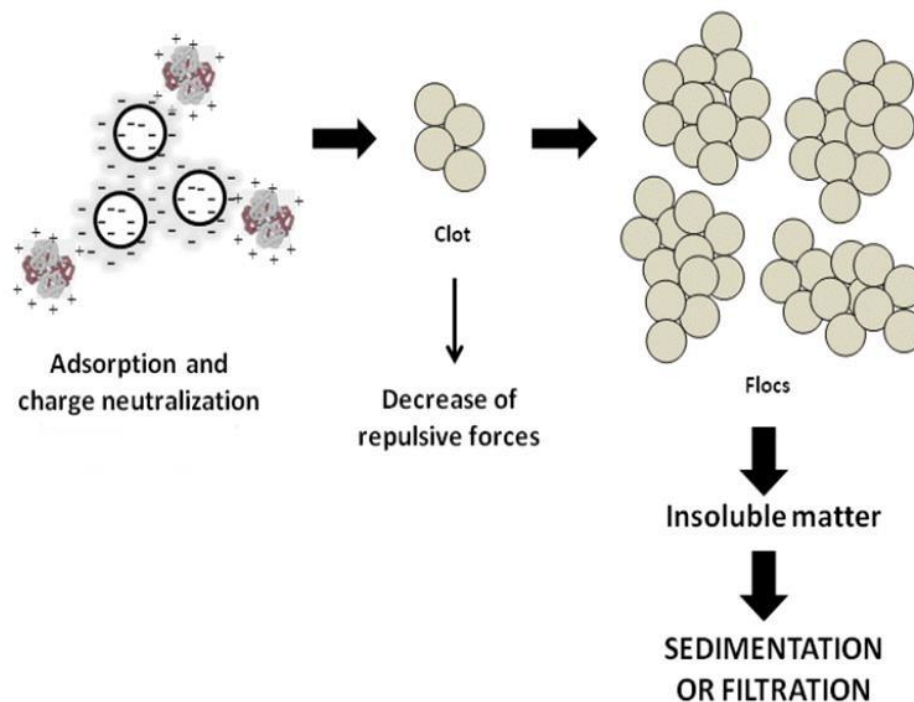 Adsorption and
charge neutralization
Clot
Decrease of
repulsive forces
Flocs
Insoluble matter
SEDIMENTATION
OR FILTRATION